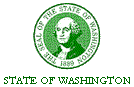 THE SEAL OF THE STATE OF WASHINGTON
1889
STATE OF WASHINGTON